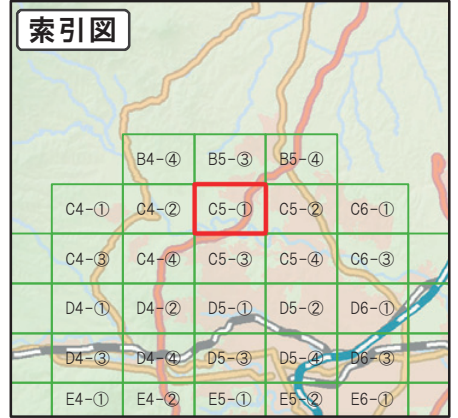 索引図
B4-④ B5-③ B5-④
C4-① C4-② C5-① C5-② C6-①
C4-③ C4-④ C5-③ C5-④ C6-③
D4-① D4-② D5-① D5-② D6-①
D4-③ D4-④ D5-③ D5-④ D6-③
E4-① E4-② E5-① E5-② E6-①